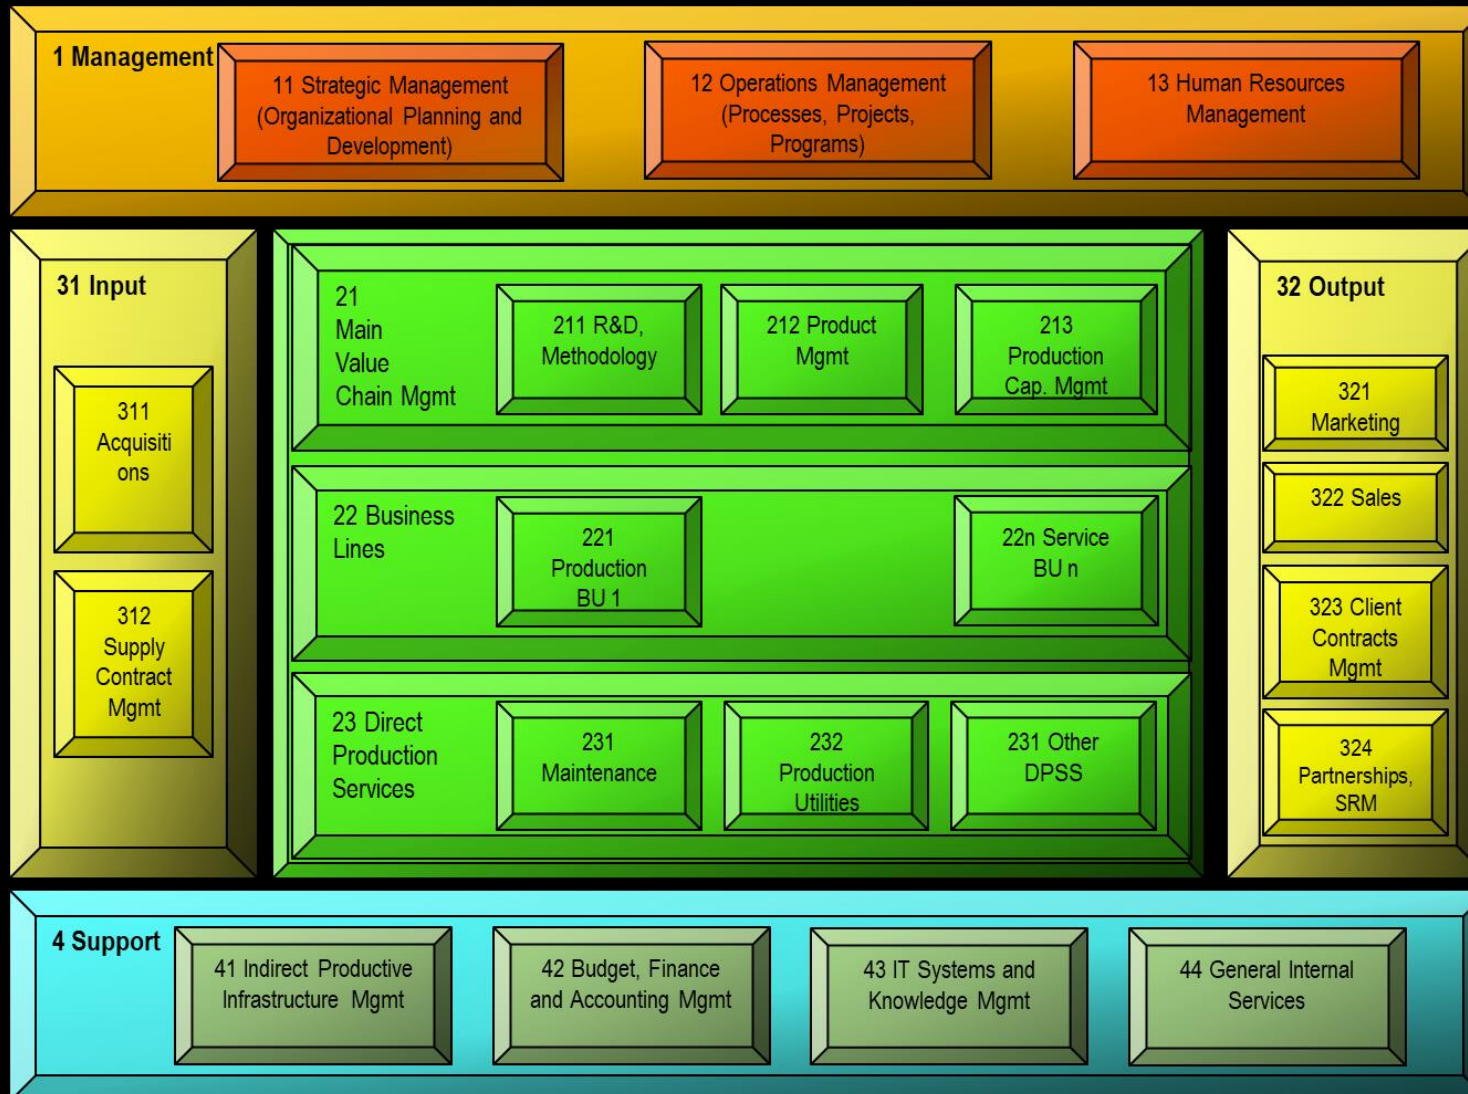 1 Management
11 Strategic Management
(Organizational Planning and
Development)
12 Operations Management
(Processes, Projects,
Programs)
13 Human Resources
Management
31 Input
311
Acquisiti
ons
312
Supply
Contract
Mgmt
21
Main
Value
Chain Mgmt
211 R&D,
Methodology
212 Product
Mgmt
213
Production
Cap. Mgmt
22 Business
Lines
221
Production
BU 1
22n Service
BU n
23 Direct
Production
Services
231
Maintenance
232
Production
Utilities
231 Other
DPSS
32 Output
321
Marketing
322 Sales
323 Client
Contracts
Mgmt
324
Partnerships,
SRM
4 Support
41 Indirect Productive
Infrastructure Mgmt
42 Budget, Finance
and Accounting Mgmt
43 IT Systems and
Knowledge Mgmt
44 General Internal
Services